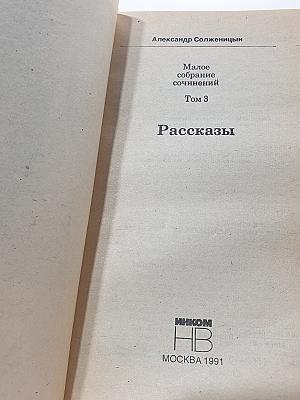 Александр Солженицын
Малое
собрание
сочинений
Том 3
Рассказы
ИНКОМ
НВ
МОСКВА 1991